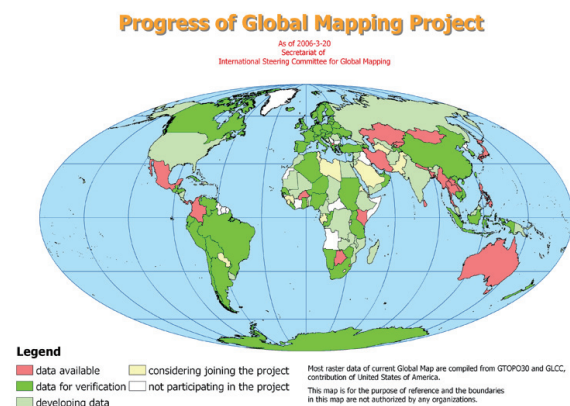 Progress of Global Mapping Project
As of 2006-3-20
Secretariat of
International Steering Committee for Global Mapping
Legend
data available
considering joining the project
data for verification
not participating in the project
developing data
Most raster data of current Global Map are compiled from GTOPO30 and GLCC,
contribution of United States of America.
This map is for the purpose of reference and the boundaries
in this map are not authorized by any organizations.